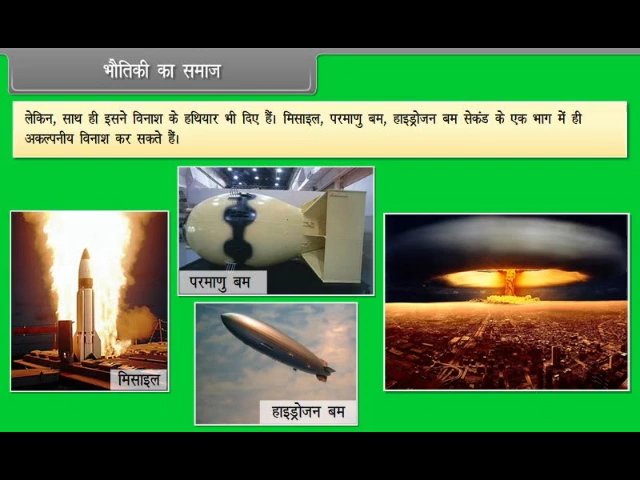 भौतिकी का समाज
लेकिन, साथ ही इसने विनाश के हथियार भी दिए हैं। मिसाइल, परमाणु बम, हाइड्रोजन बम सेकंड के एक भाग में ही
अकल्पनीय विनाश कर सकते हैं।
परमाणु बम
मिसाइल
हाइड्रोजन बम